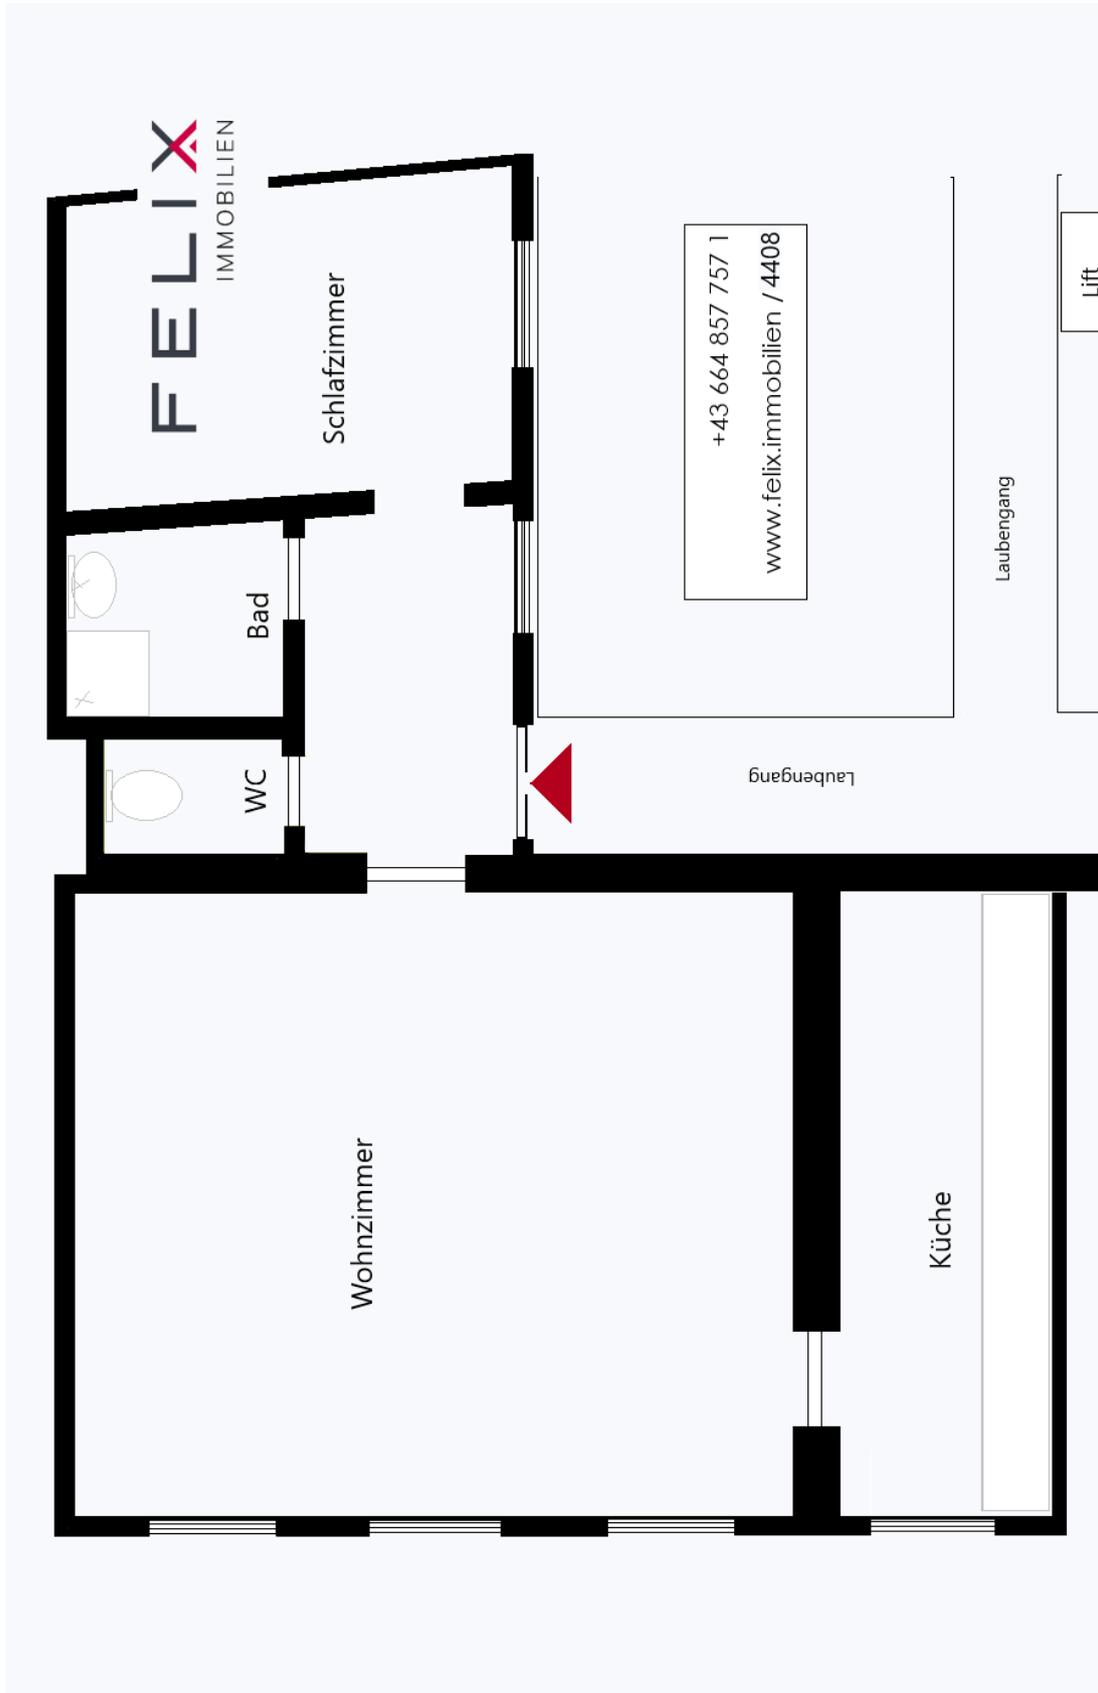 FELIX
IMMOBILIEN
Schlafzimmer
+43 664 857 757 1
www.felix.immobilien / 4408
Lift
Laubengang
Bad
WC
Laubengang
Wohnzimmer
Küche